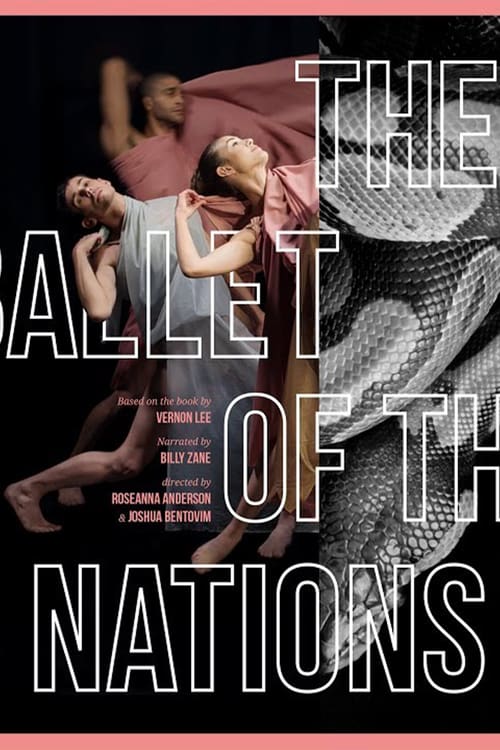 THE
BALLET
OF TH
NATIONS
Based on the book by
VERNON LEE
Narrated by
BILLY ZANE
directed by
ROSEANNA ANDERSON
& JOSHUA BENTOVIM